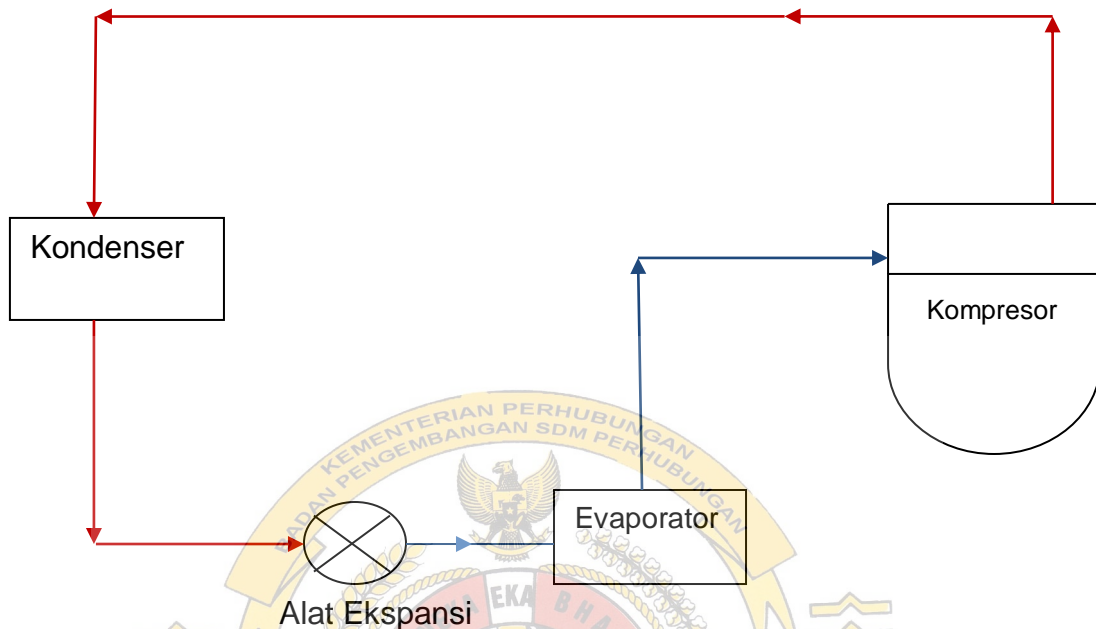 Kondenser
Kompresor
KEMENTERIAN PERHUBUNGAN
BADAN PENGEMBANGAN SDM PERHUBUNGAN
Evaporator
EKA
Alat Ekspansi